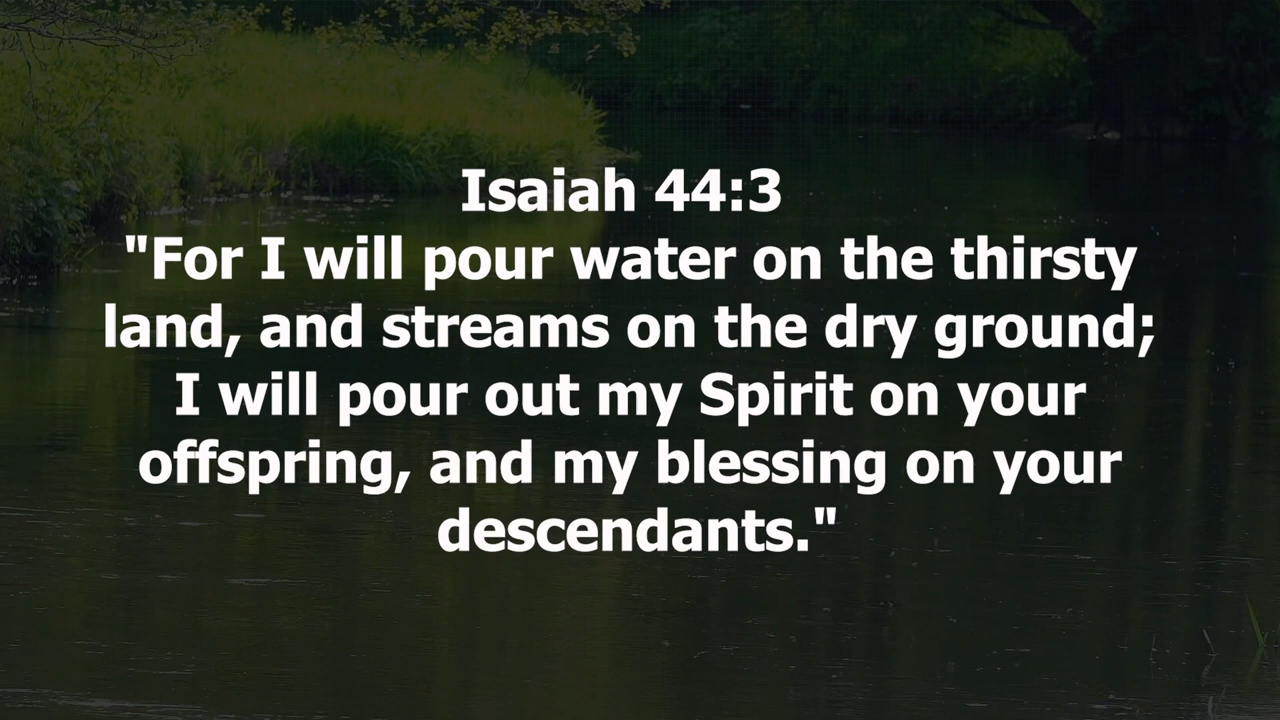 Isaiah 44:3
"For I will pour water on the thirsty
land, and streams on the dry ground;
I will pour out my Spirit on your
offspring, and my blessing on your
descendants."